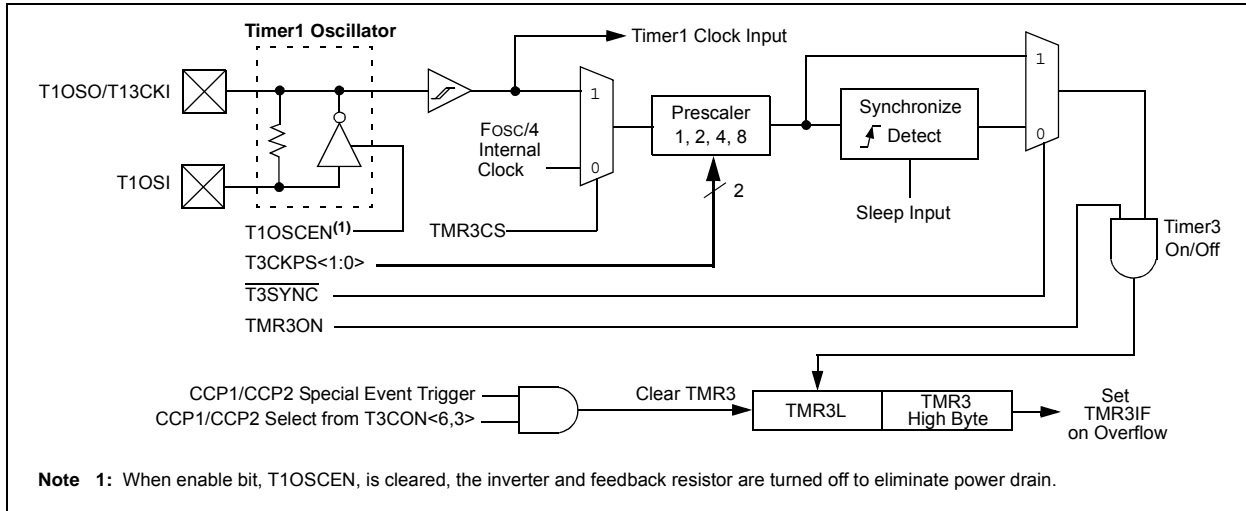 Timer1 Oscillator
Timer1 Clock Input
T1OSO/T13CKI
T1OSI
1
0
FOSC/4
Internal
Clock
Prescaler
1, 2, 4, 8
2
Synchronize
Detect
Sleep Input
1
0
Timer3
On/Off
T1OSCEN(1)
TMR3CS
T3CKPS<1:0>
T3SYNC
TMR3ON
CCP1/CCP2 Special Event Trigger
CCP1/CCP2 Select from T3CON<6,3>
Clear TMR3
TMR3L
TMR3
High Byte
Set
TMR3IF
on Overflow
Note 1: When enable bit, T1OSCEN, is cleared, the inverter and feedback resistor are turned off to eliminate power drain.